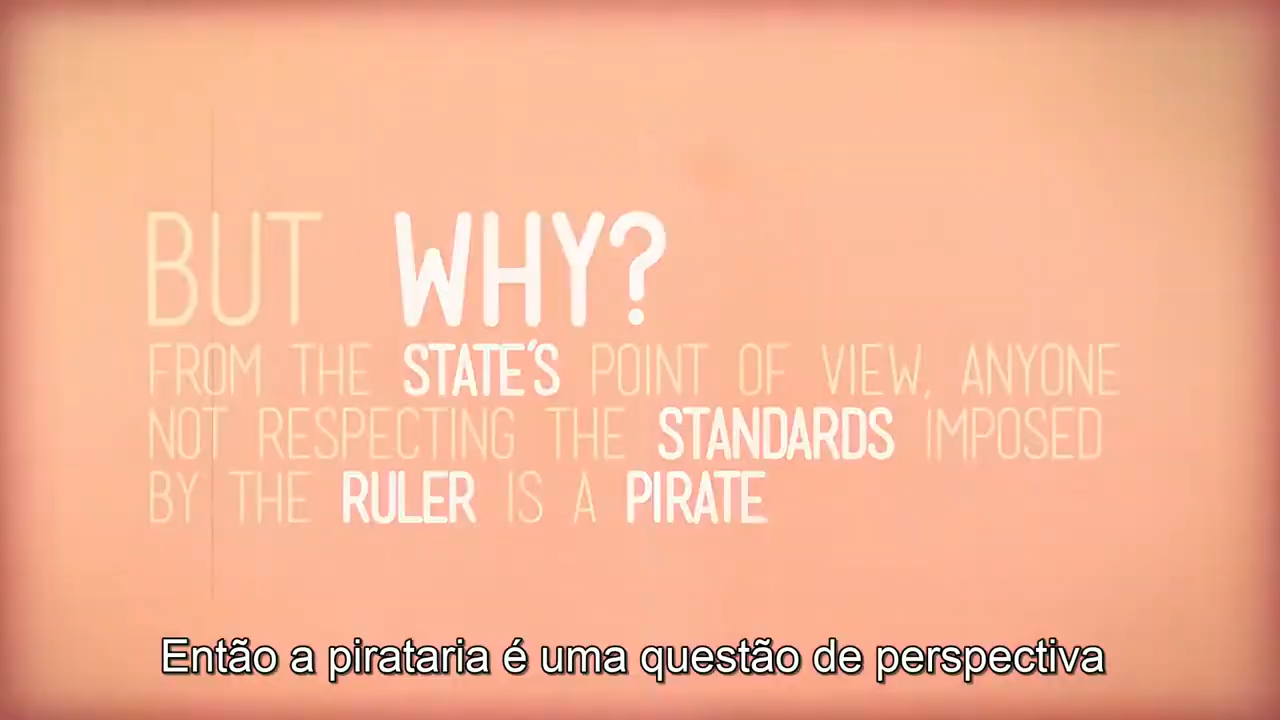 BUT WHY?
FROM THE STATE'S POINT OF VIEW, ANYONE
NOT RESPECTING THE STANDARDS IMPOSED
BY THE RULER IS A PIRATE
Então a pirataria é uma questão de perspectiva